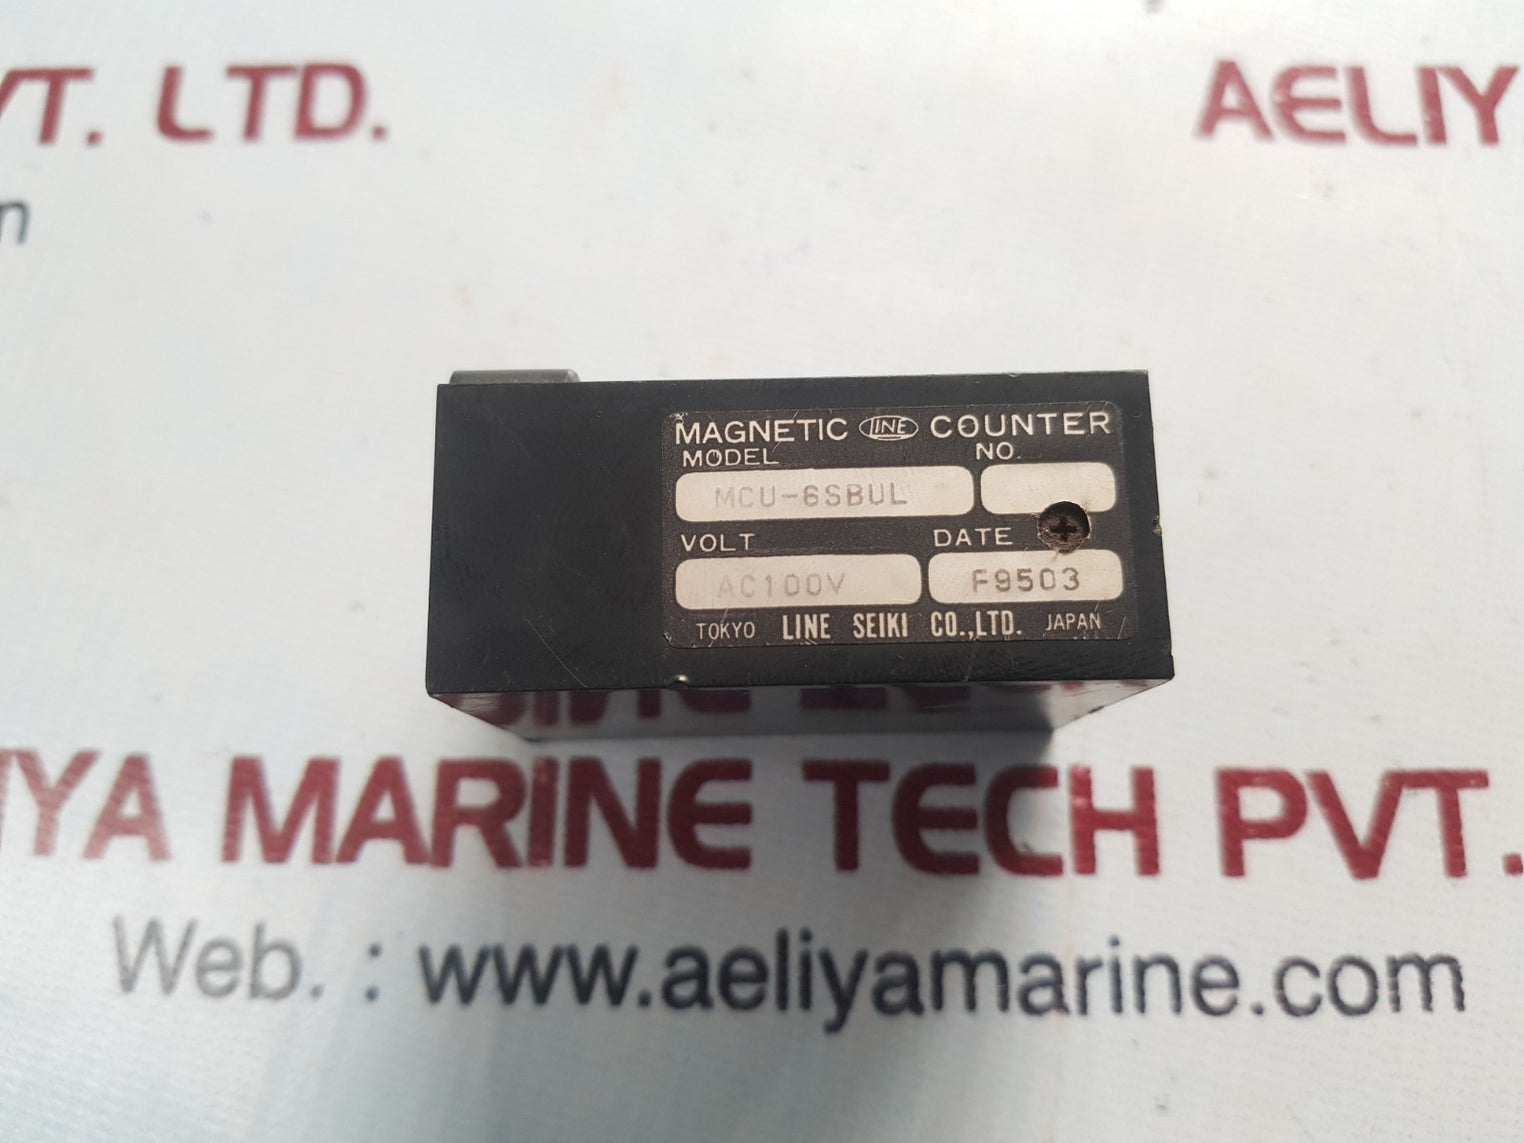 VT. LTD.
AELIY
n
MAGNETIC LINE COUNTER
MODEL NO.
MCU-6SBUL
VOLT DATE
AC100V F9503
TOKYO LINE SEIKI CO.,LTD. JAPAN
IYA MARINE TECH PVT.
Web. : www.aeliyamarine.com